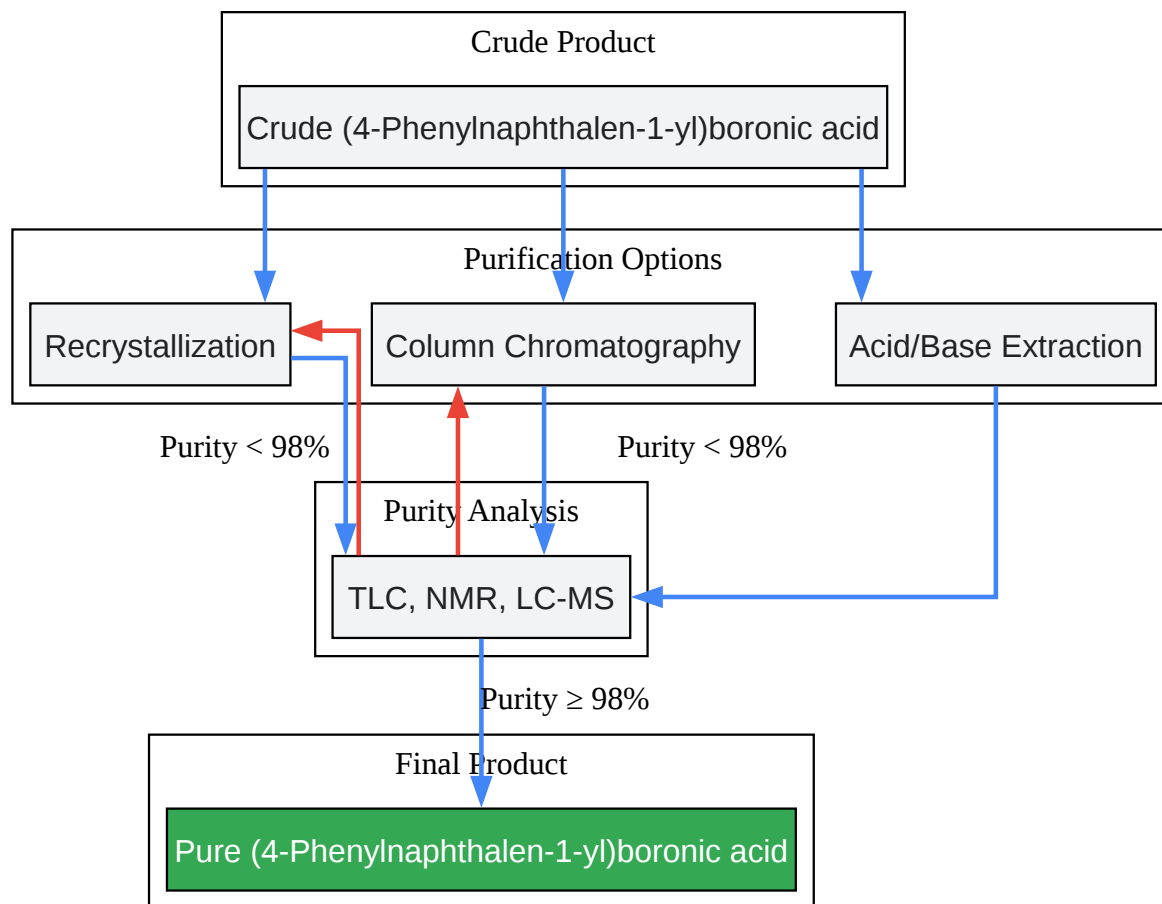 Crude Product
Crude (4-Phenylnaphthalen-1-yl)boronic acid
Purification Options
Recrystallization
Column Chromatography
Acid/Base Extraction
Purity < 98%
Purity < 98%
Purity Analysis
TLC, NMR, LC-MS
Purity ≥ 98%
Final Product
Pure (4-Phenylnaphthalen-1-yl)boronic acid